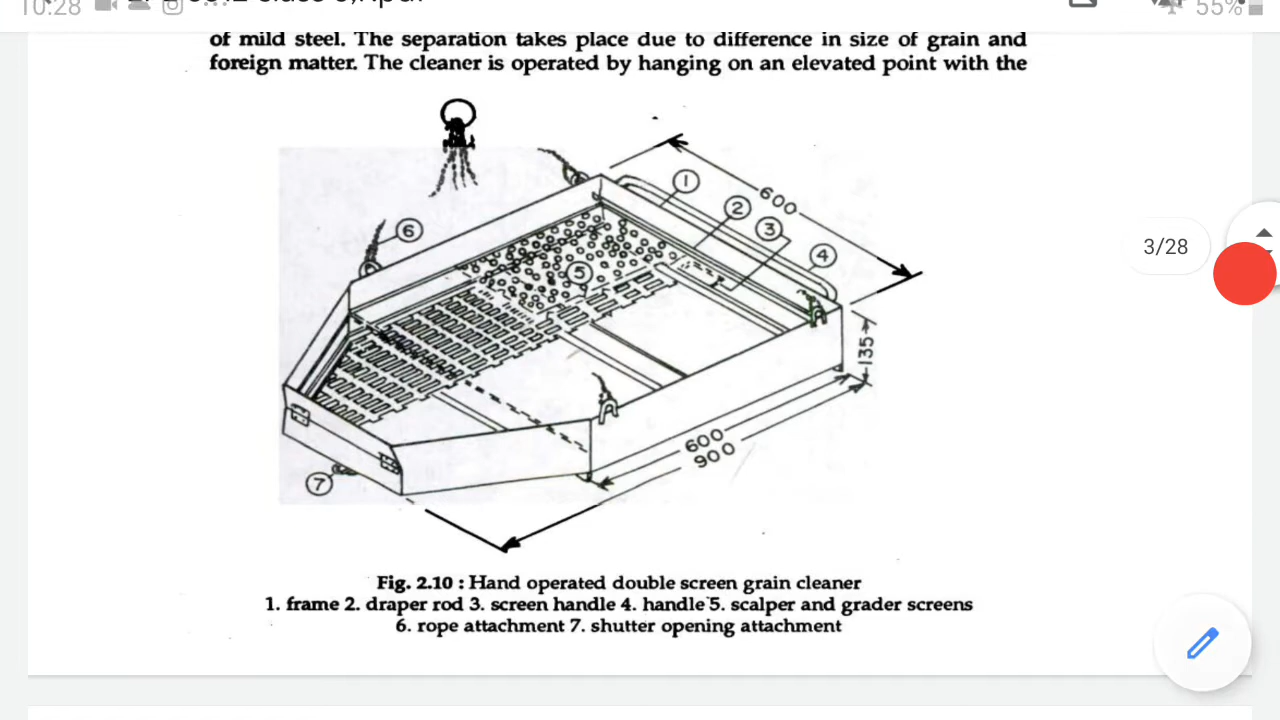 10:28
55%
of mild steel. The separation takes place due to difference in size of grain and
foreign matter. The cleaner is operated by hanging on an elevated point with the
1
2
3
4
5
6
7
600
135
600
900
3/28
Fig. 2.10 : Hand operated double screen grain cleaner
1. frame 2. draper rod 3. screen handle 4. handle 5. scalper and grader screens
6. rope attachment 7. shutter opening attachment